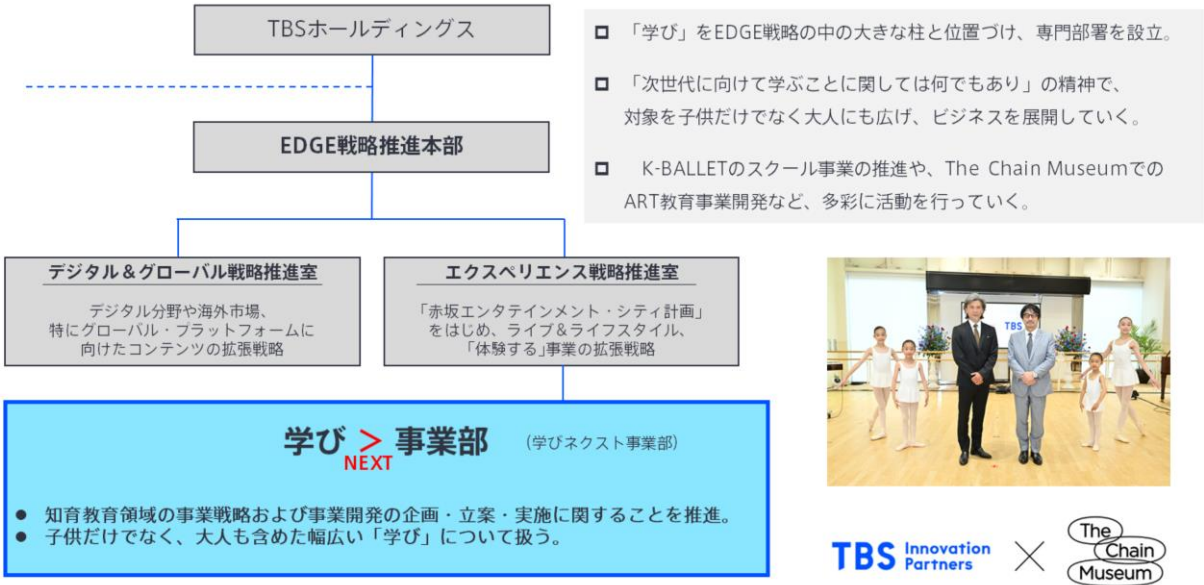 TBSホールディングス
EDGE戦略推進本部
デジタル＆グローバル戦略推進室
デジタル分野や海外市場、
特にグローバル・プラットフォームに
向けたコンテンツの拡張戦略
エクスペリエンス戦略推進室
「赤坂エンタテインメント・シティ計画」
をはじめ、ライブ&ライフスタイル、
「体験する」事業の拡張戦略
学び > 事業部 （学びネクスト事業部）
NEXT
● 知育教育領域の事業戦略および事業開発の企画・立案・実施に関することを推進。
● 子供だけでなく、大人も含めた幅広い「学び」について扱う。
「学び」をEDGE戦略の中の大きな柱と位置づけ、専門部署を設立。
「次世代に向けて学ぶことに関しては何でもあり」の精神で、
対象を子供だけでなく大人にも広げ、ビジネスを展開していく。
K-BALLETのスクール事業の推進や、The Chain Museumでの
ART教育事業開発など、多彩に活動を行っていく。
TBS
TBS Innovation
Partners
The
Chain
Museum